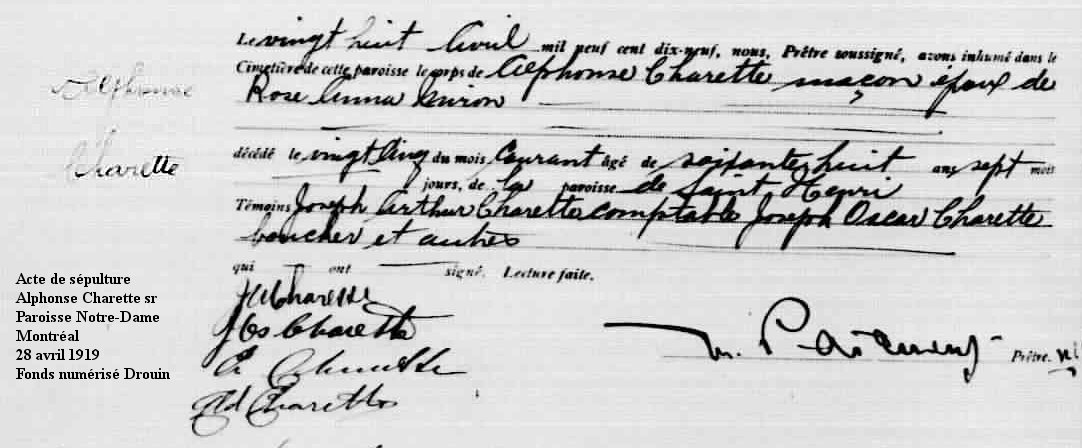 Alphonse
Charette
Le vingt huit Avril mil neuf cent dix-neuf, nous, Prêtre soussigné, avons inhumé dans le
Cimetière de cette paroisse le corps de Alphonse Charette maçon époux de
Rose Anna
décédé le vingt cinq du mois Courant âgé de soixante huit ans sept mois
jours, de la paroisse de Saint Henri
Témoins Joseph Arthur Charette comptable Joseph Oscar Charette
boucher et autres
qui ont signé. Lecture faite.
Charette
Jos Charette
Charette
Prêtre.
Acte de sépulture
Alphonse Charette sr
Paroisse Notre-Dame
Montréal
28 avril 1919
Fonds numérisé Drouin